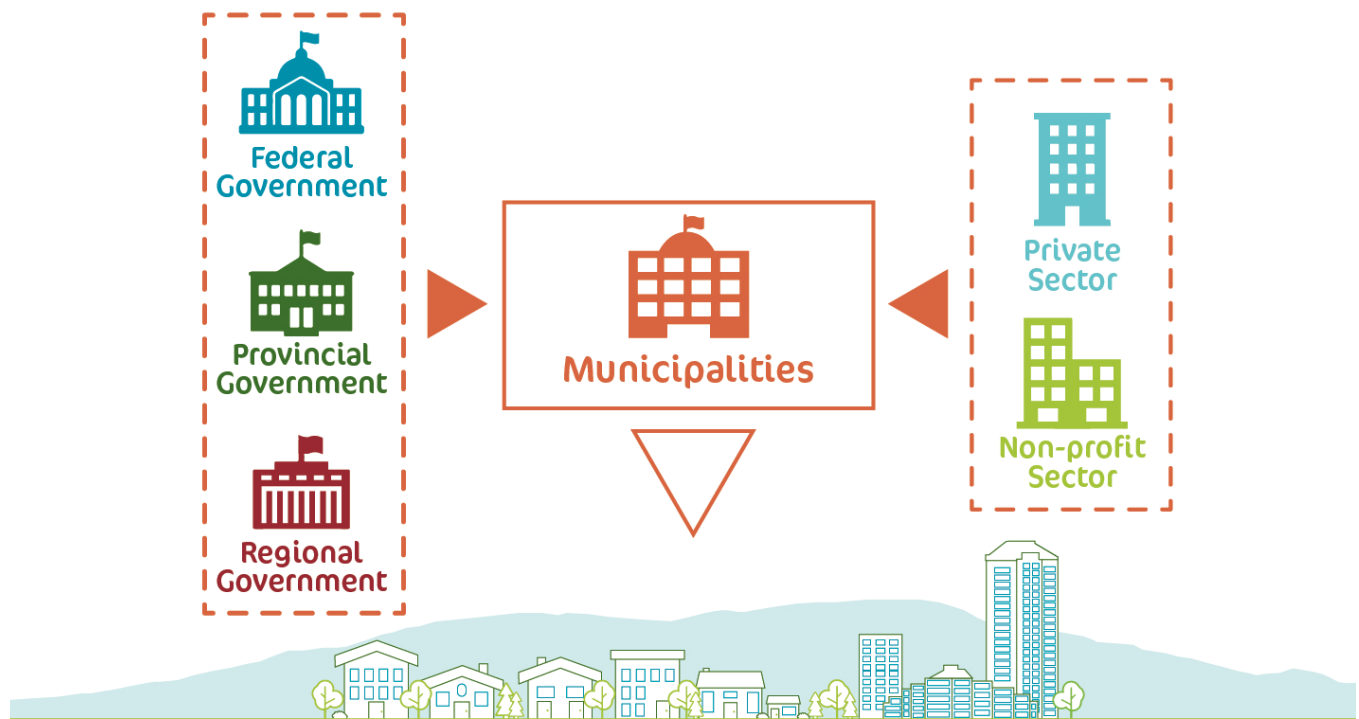 Federal
Government
Provincial
Government
Regional
Government
Municipalities
Private
Sector
Non-profit
Sector